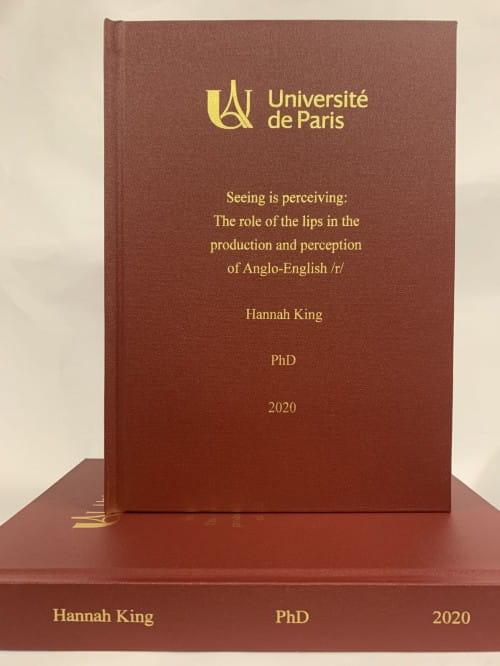 Université
de Paris
Seeing is perceiving:
The role of the lips in the
production and perception
of Anglo-English /r/
Hannah King
PhD
2020
Hannah King PhD 2020